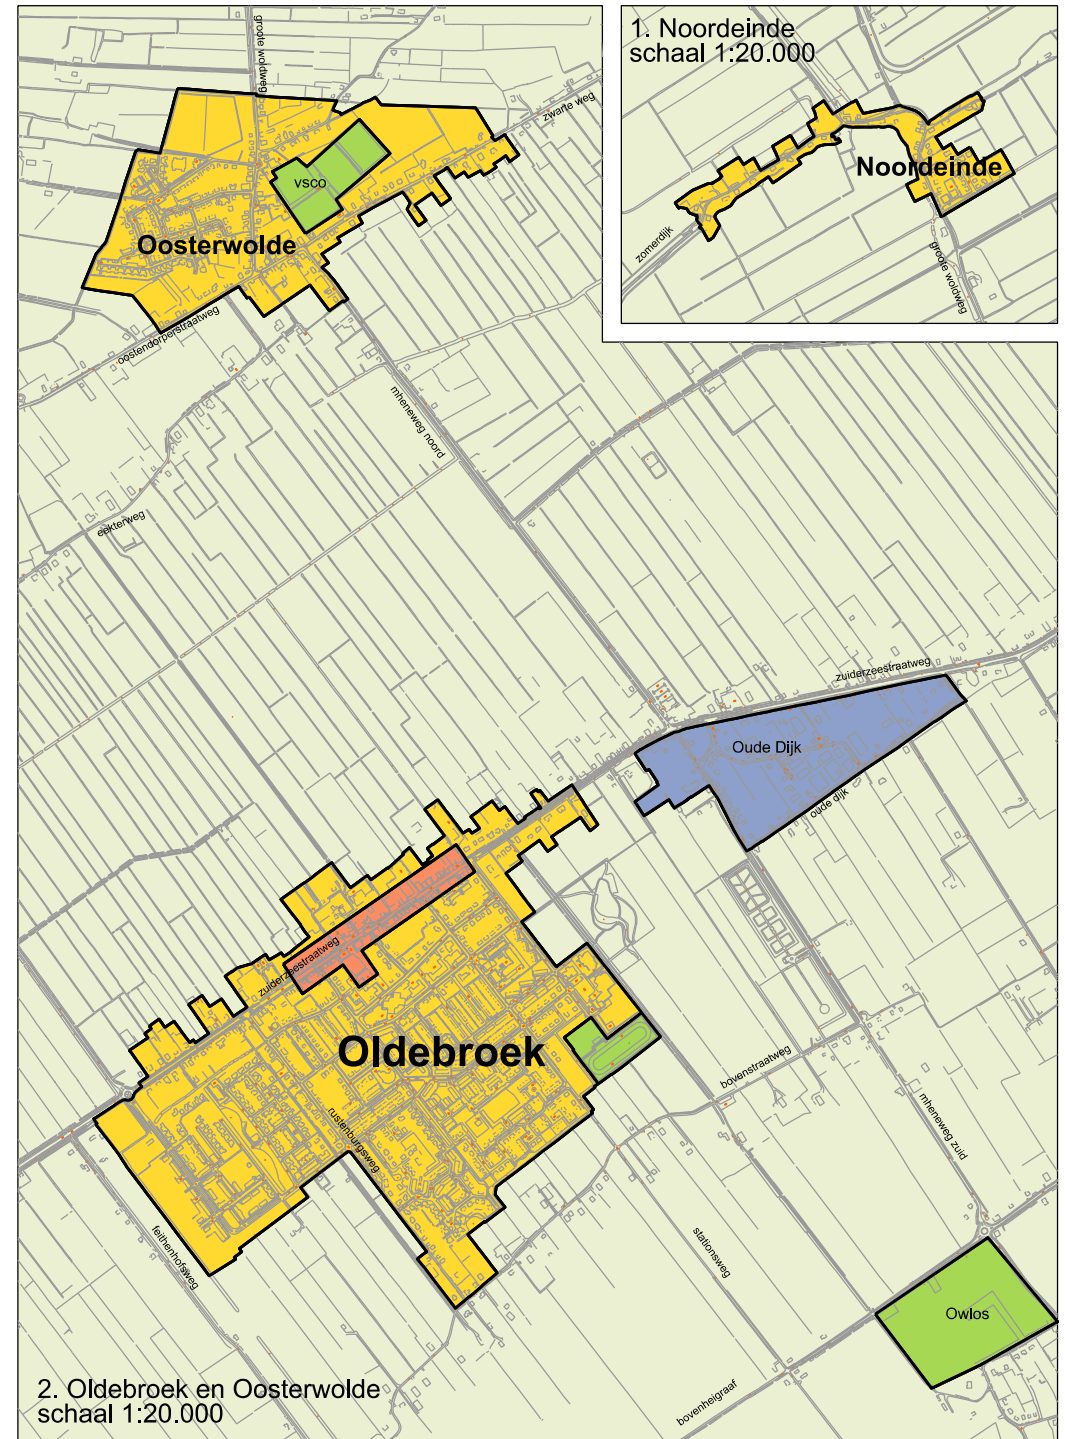 1. Noordeinde
schaal 1:20.000
groote woldweg
zwarte weg
vsco
Oosterwolde
Noordeinde
zomerdijk
groote woldweg
oostendorperstraatweg
mheneweg noord
eekterweg
zuiderzeestraatweg
Oude Dijk
oude dijk
zuiderzeestraatweg
Oldebroek
bovenstraatweg
rustenburgsweg
mheneweg zuid
feithenhofsweg
stationsweg
Owlos
bovenheigraaf
2. Oldebroek en Oosterwolde
schaal 1:20.000